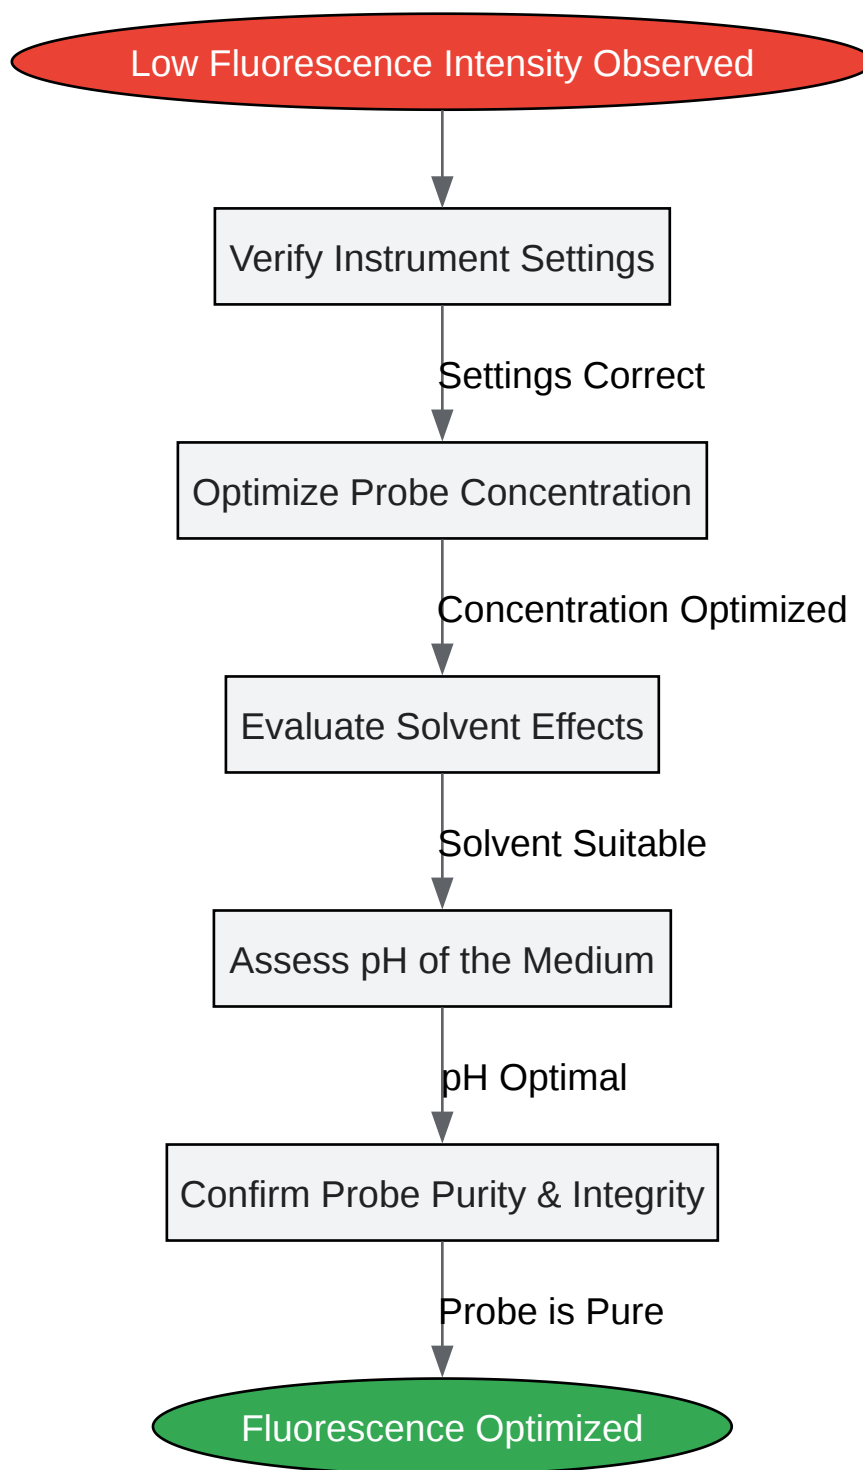 Low Fluorescence Intensity Observed
Verify Instrument Settings
Settings Correct
Optimize Probe Concentration
Concentration Optimized
Evaluate Solvent Effects
Solvent Suitable
Assess pH of the Medium
pH Optimal
Confirm Probe Purity & Integrity
Probe is Pure
Fluorescence Optimized